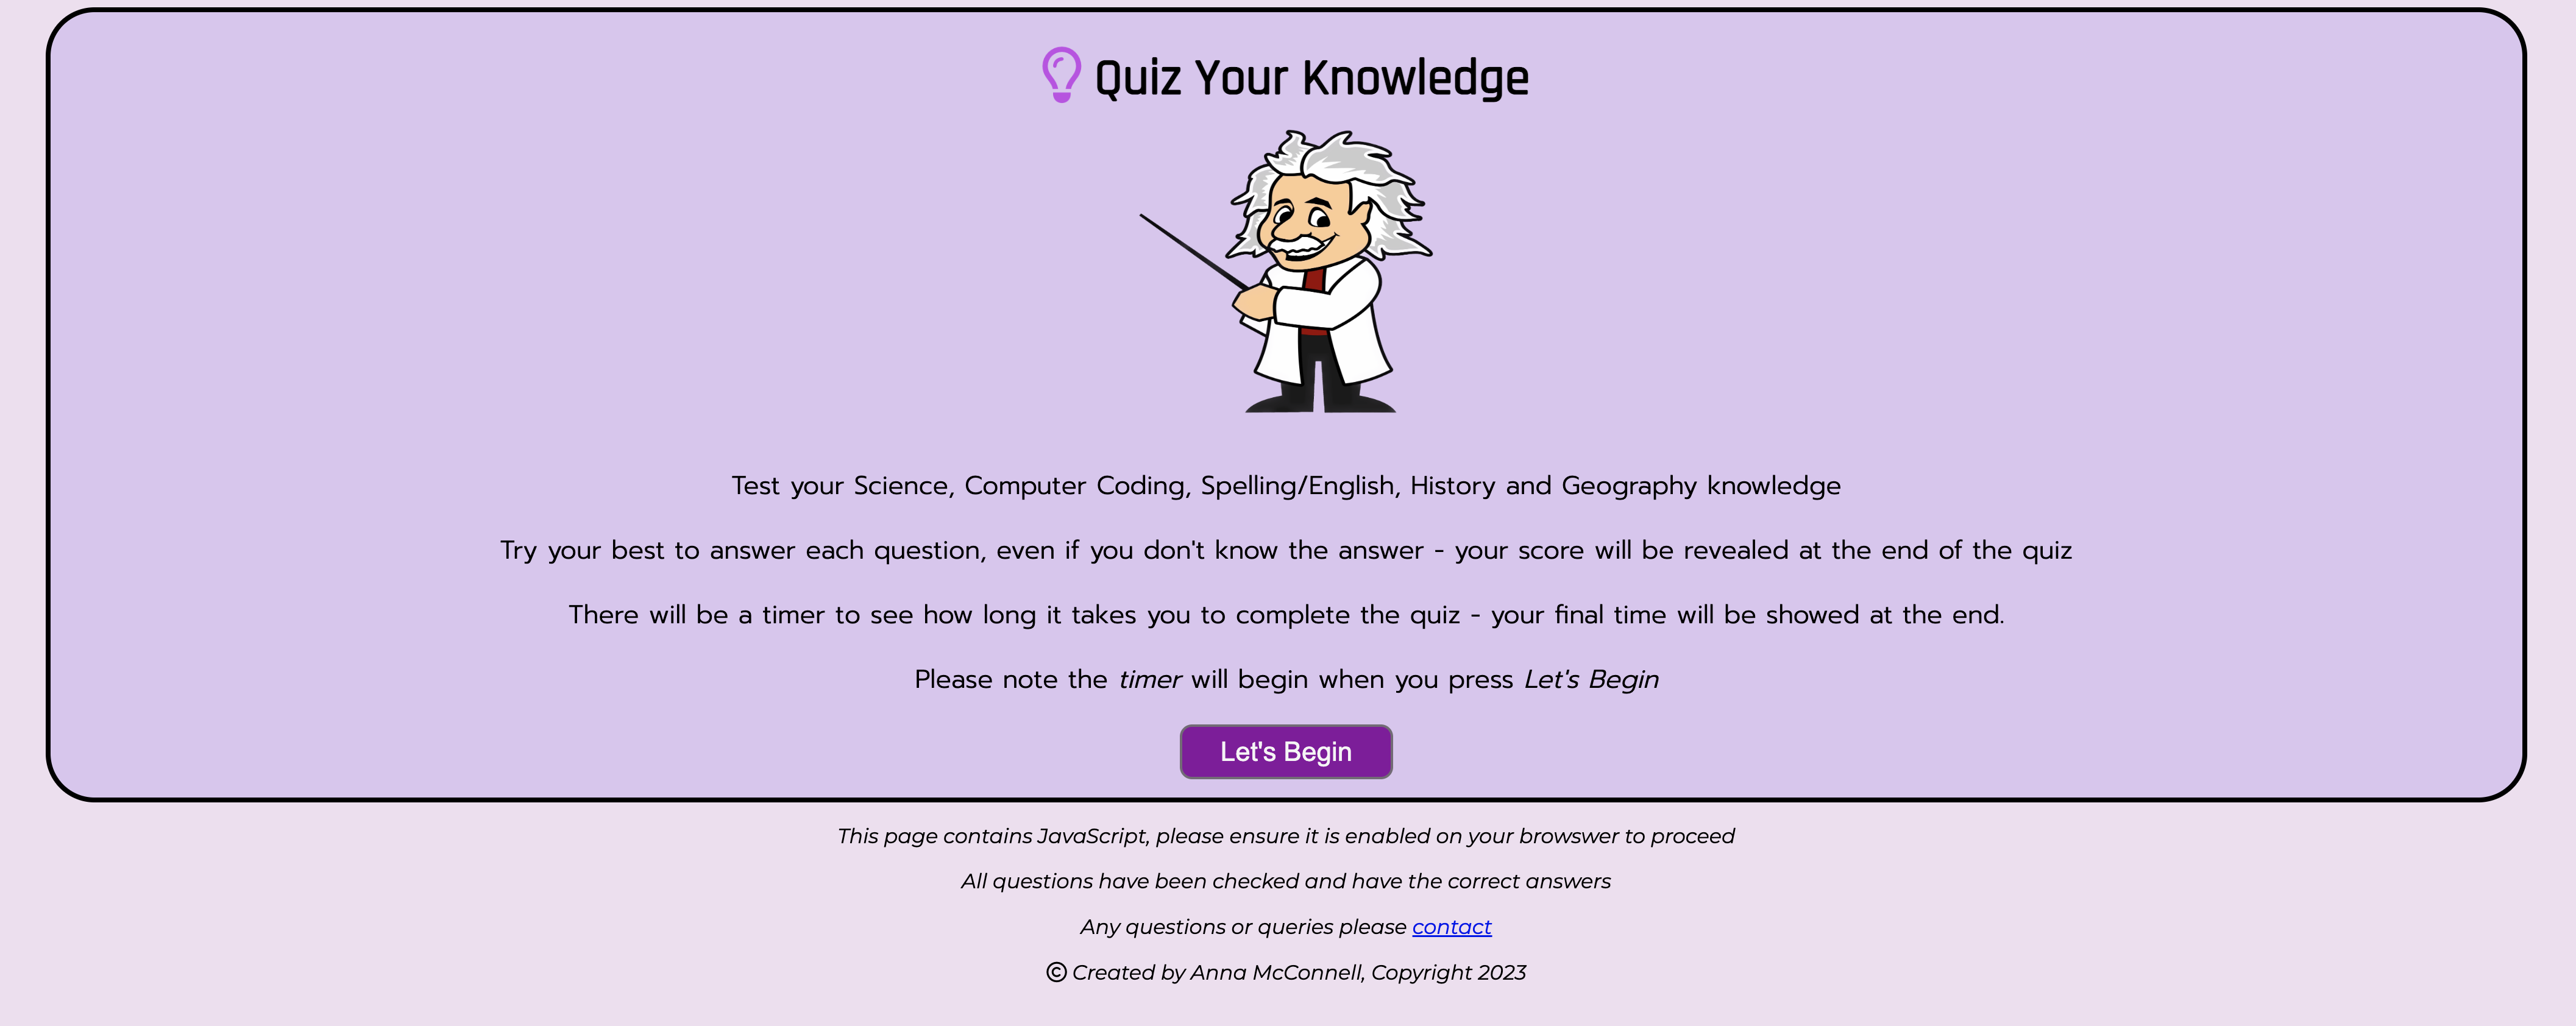 Quiz Your Knowledge
Test your Science, Computer Coding, Spelling/English, History and Geography knowledge
Try your best to answer each question, even if you don't know the answer - your score will be revealed at the end of the quiz
There will be a timer to see how long it takes you to complete the quiz - your final time will be showed at the end.
Please note the timer will begin when you press Let's Begin
Let's Begin
This page contains JavaScript, please ensure it is enabled on your browswer to proceed
All questions have been checked and have the correct answers
Any questions or queries please contact
© Created by Anna McConnell, Copyright 2023